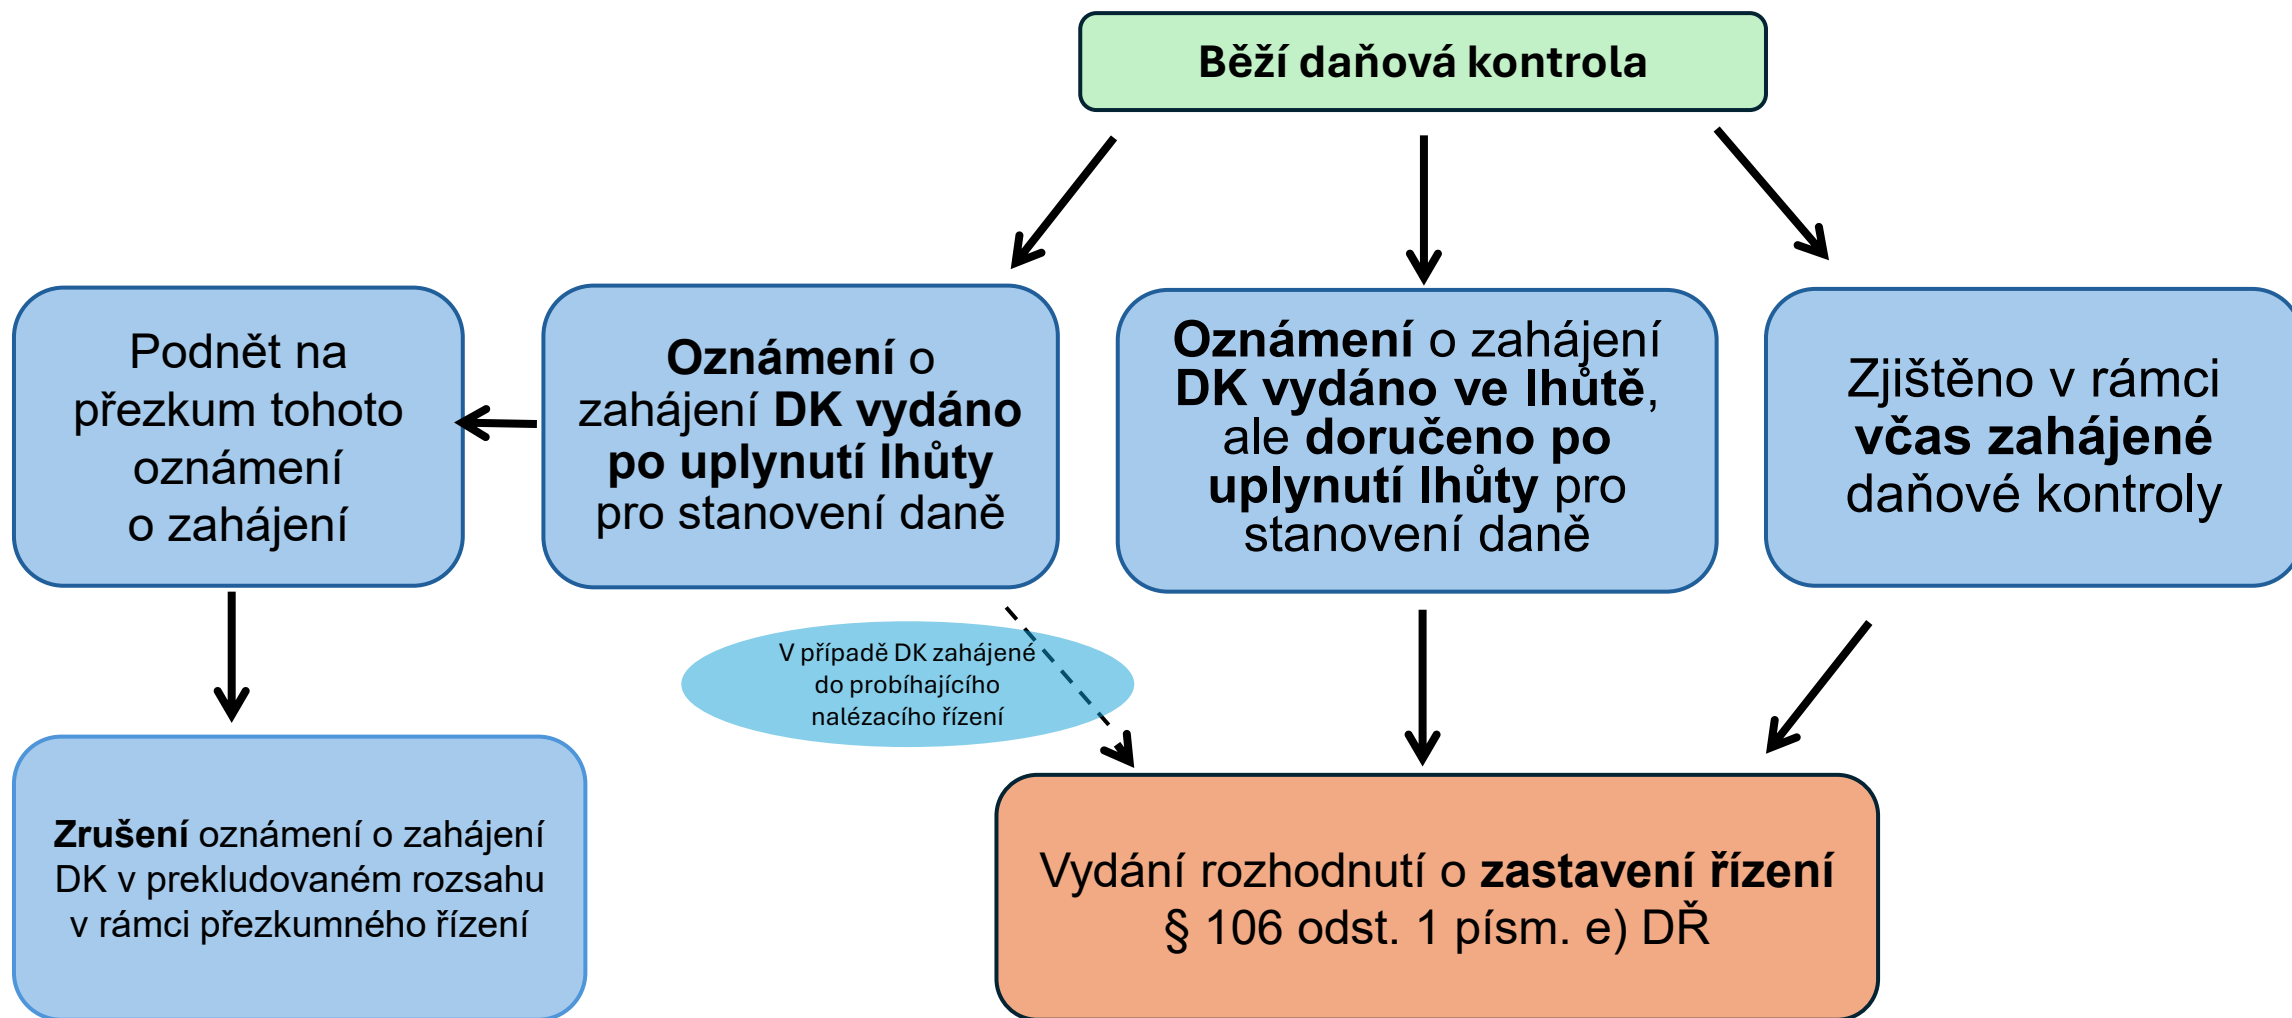 Běží daňová kontrola
Podnět na
přezkum tohoto
oznámení
o zahájení
Oznámení o
zahájení DK vydáno
po uplynutí lhůty
pro stanovení daně
Oznámení o zahájení
DK vydáno ve lhůtě,
ale doručeno po
uplynutí lhůty pro
stanovení daně
Zjištěno v rámci
včas zahájené
daňové kontroly
V případě DK zahájené
do probíhajícího
nalézacího řízení
Zrušení oznámení o zahájení
DK v prekludovaném rozsahu
v rámci přezkumného řízení
Vydání rozhodnutí o zastavení řízení
§ 106 odst. 1 písm. e) DŘ